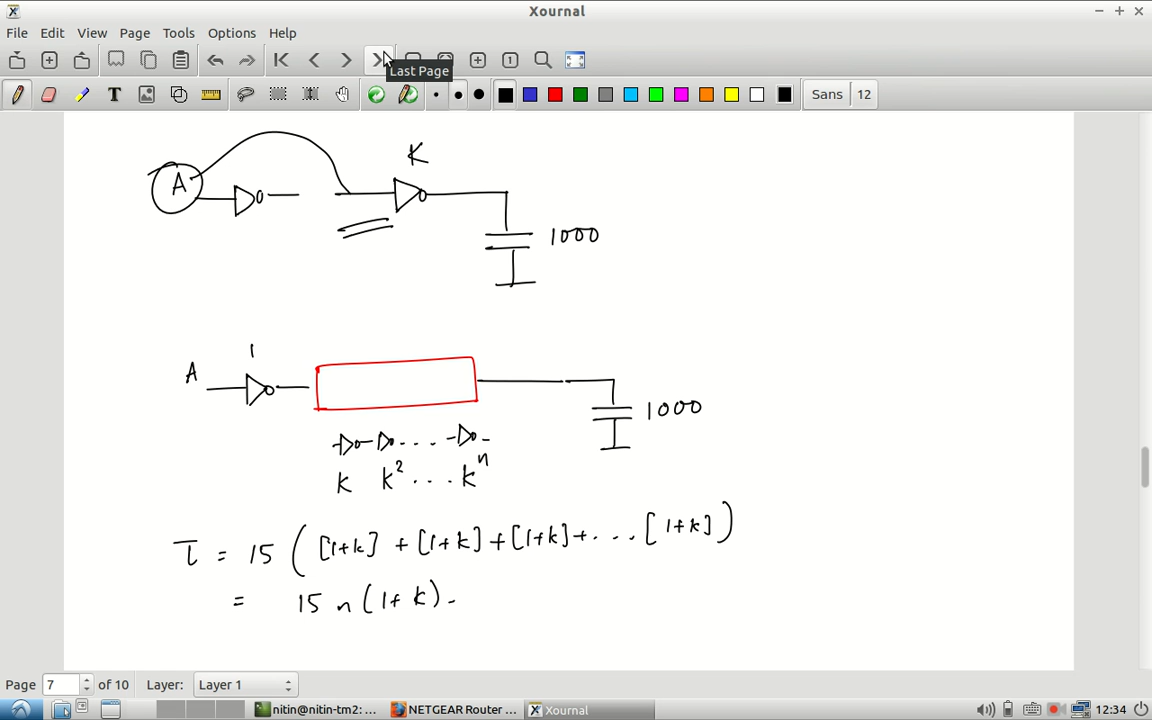 Xournal
File Edit View Page Tools Options Help
Last Page
Sans 12
A
K
1000
A
1
1000
k k² . . . kⁿ
τ = 15 ( [1+k] + [1+k] + [1+k] + . . . [1+k] )
= 15 n (1 + k) -
Page 7 of 10 Layer: Layer 1
nitin@nitin-tm2: ... NETGEAR Router ... Xournal 12:34